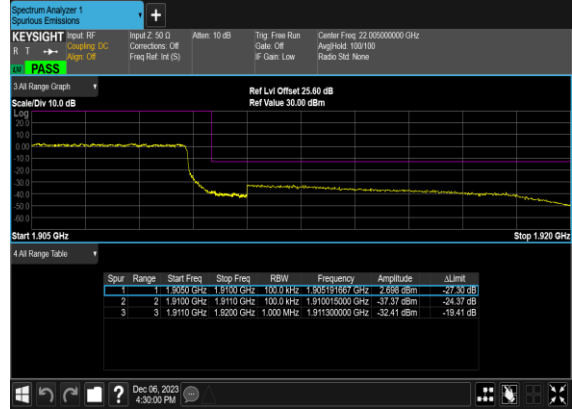 Spectrum Analyzer 1
Spurious Emissions
+
KEYSIGHT Input: RF Input Z: 50 Ω Atten: 10 dB Trig: Free Run Center Freq: 22.005000000 GHz
R T Coupling: DC Corrections: Off Gate: Off Avg|Hold: 100/100
Align: Off Freq Ref: Int (S) IF Gain: Low Radio Std: None
PASS
3 All Range Graph
Ref Lvl Offset 25.60 dB
Scale/Div 10.0 dB Ref Value 30.00 dBm
Log
20.0
10.0
0.00
-10.0
-20.0
-30.0
-40.0
-50.0
-60.0
Start 1.905 GHz Stop 1.920 GHz
4 All Range Table
Spur Range Start Freq Stop Freq RBW Frequency Amplitude ΔLimit
1 1 1.9050 GHz 1.9100 GHz 100.0 kHz 1.905191667 GHz 2.698 dBm -27.30 dB
2 2 1.9100 GHz 1.9110 GHz 100.0 kHz 1.910015000 GHz -37.37 dBm -24.37 dB
3 3 1.9110 GHz 1.9200 GHz 1.000 MHz 1.911300000 GHz -32.41 dBm -19.41 dB
? Dec 06, 2023
4:30:00 PM